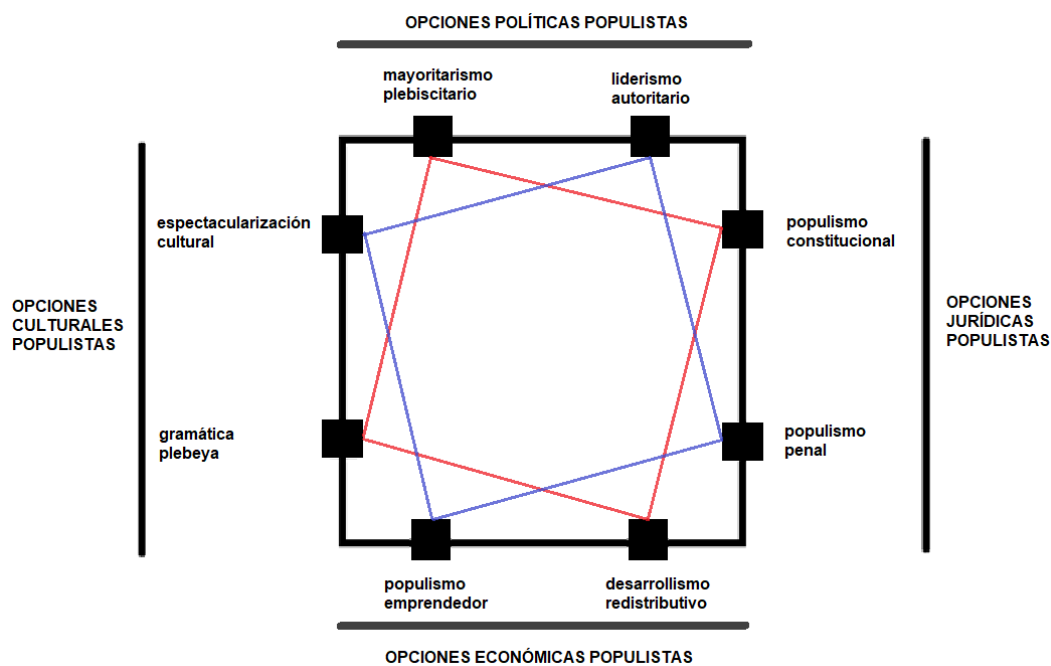 OPCIONES POLÍTICAS POPULISTAS
mayoritarismo
plebiscitario
liderismo
autoritario
espectacularización
cultural
populismo
constitucional
OPCIONES
CULTURALES
POPULISTAS
OPCIONES
JURÍDICAS
POPULISTAS
gramática
plebeya
populismo
penal
populismo
emprendedor
desarrollismo
redistributivo
OPCIONES ECONÓMICAS POPULISTAS